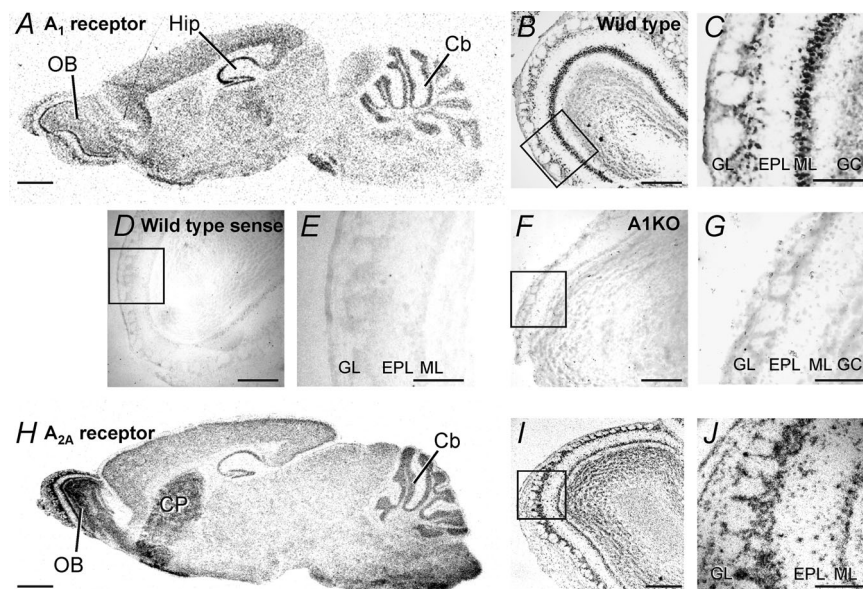 A A1 receptor
OB
Hip
Cb
B Wild type
C
GL EPL ML GC
D Wild type sense
E
GL EPL ML
F A1KO
G
GL EPL ML GC
H A2A receptor
OB
CP
Cb
I
J
GL EPL ML